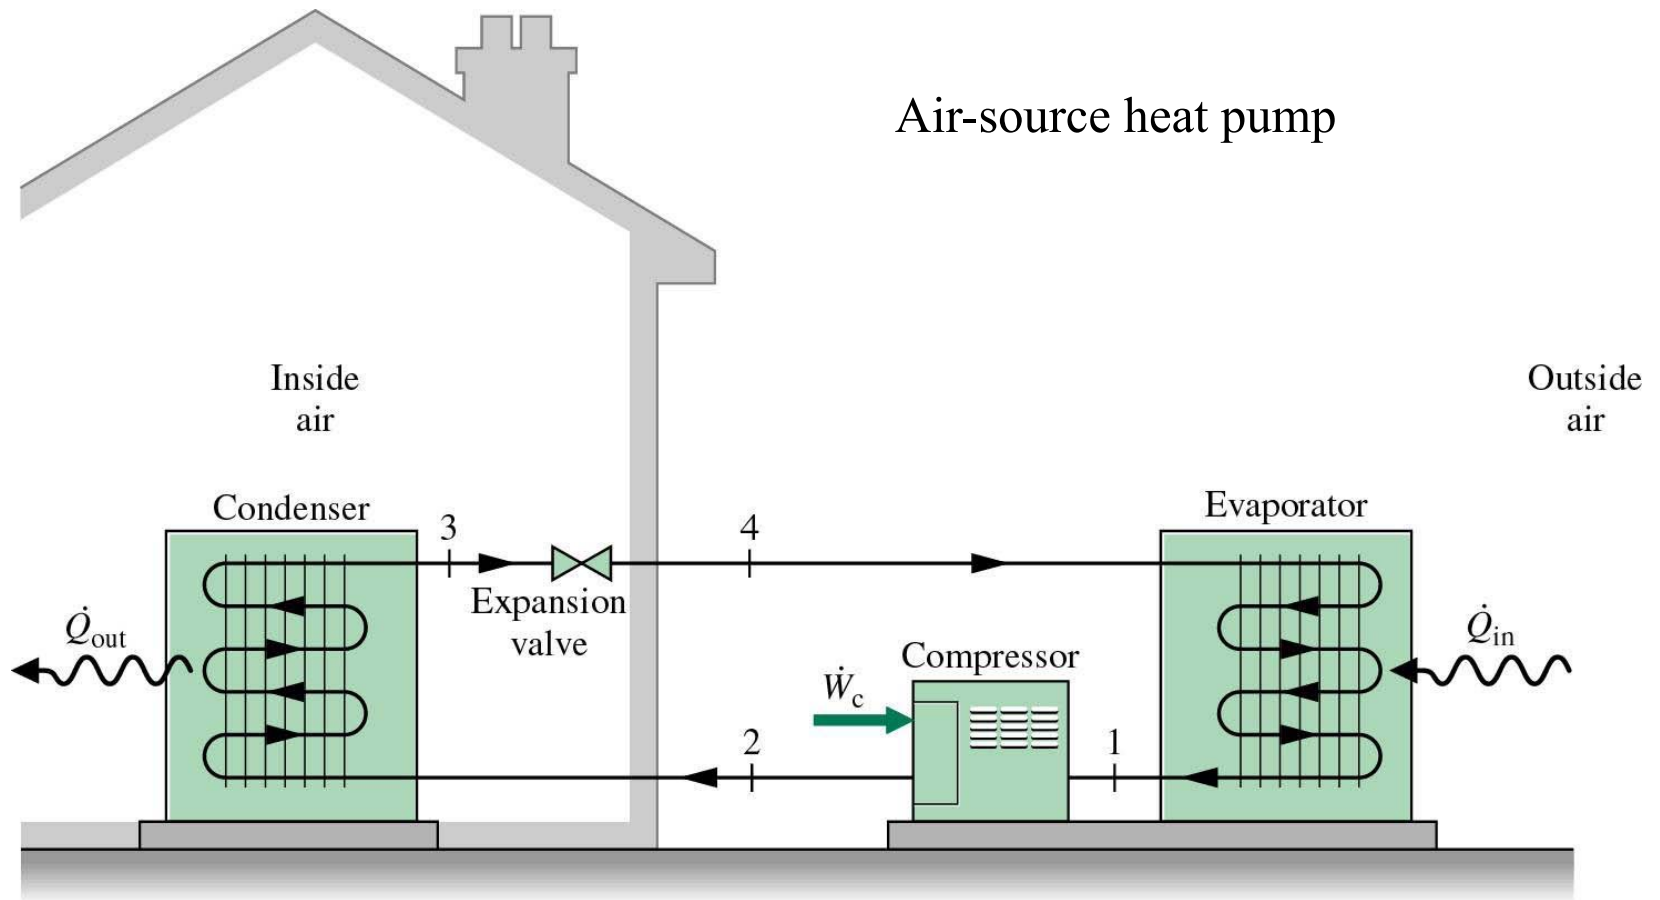 Air-source heat pump
Inside
air
Outside
air
Condenser
3
4
Evaporator
Expansion
valve
Q̇out
Q̇in
Compressor
Ẇc
2
1